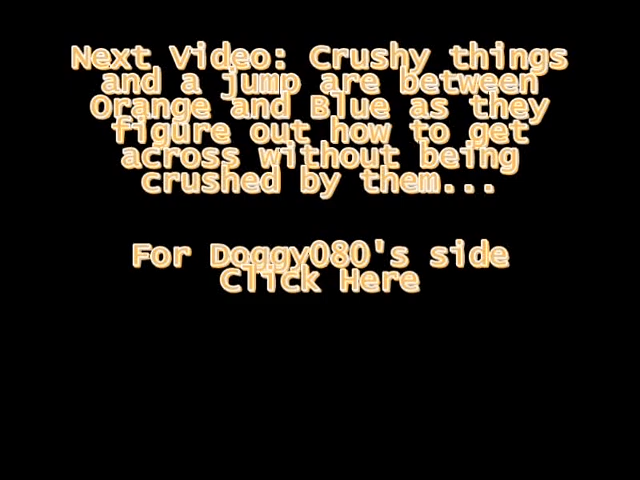 Next Video: Crushy things
and a jump are between
Orange and Blue as they
figure out how to get
across without being
crushed by them...
For Doggy080's side
Click Here